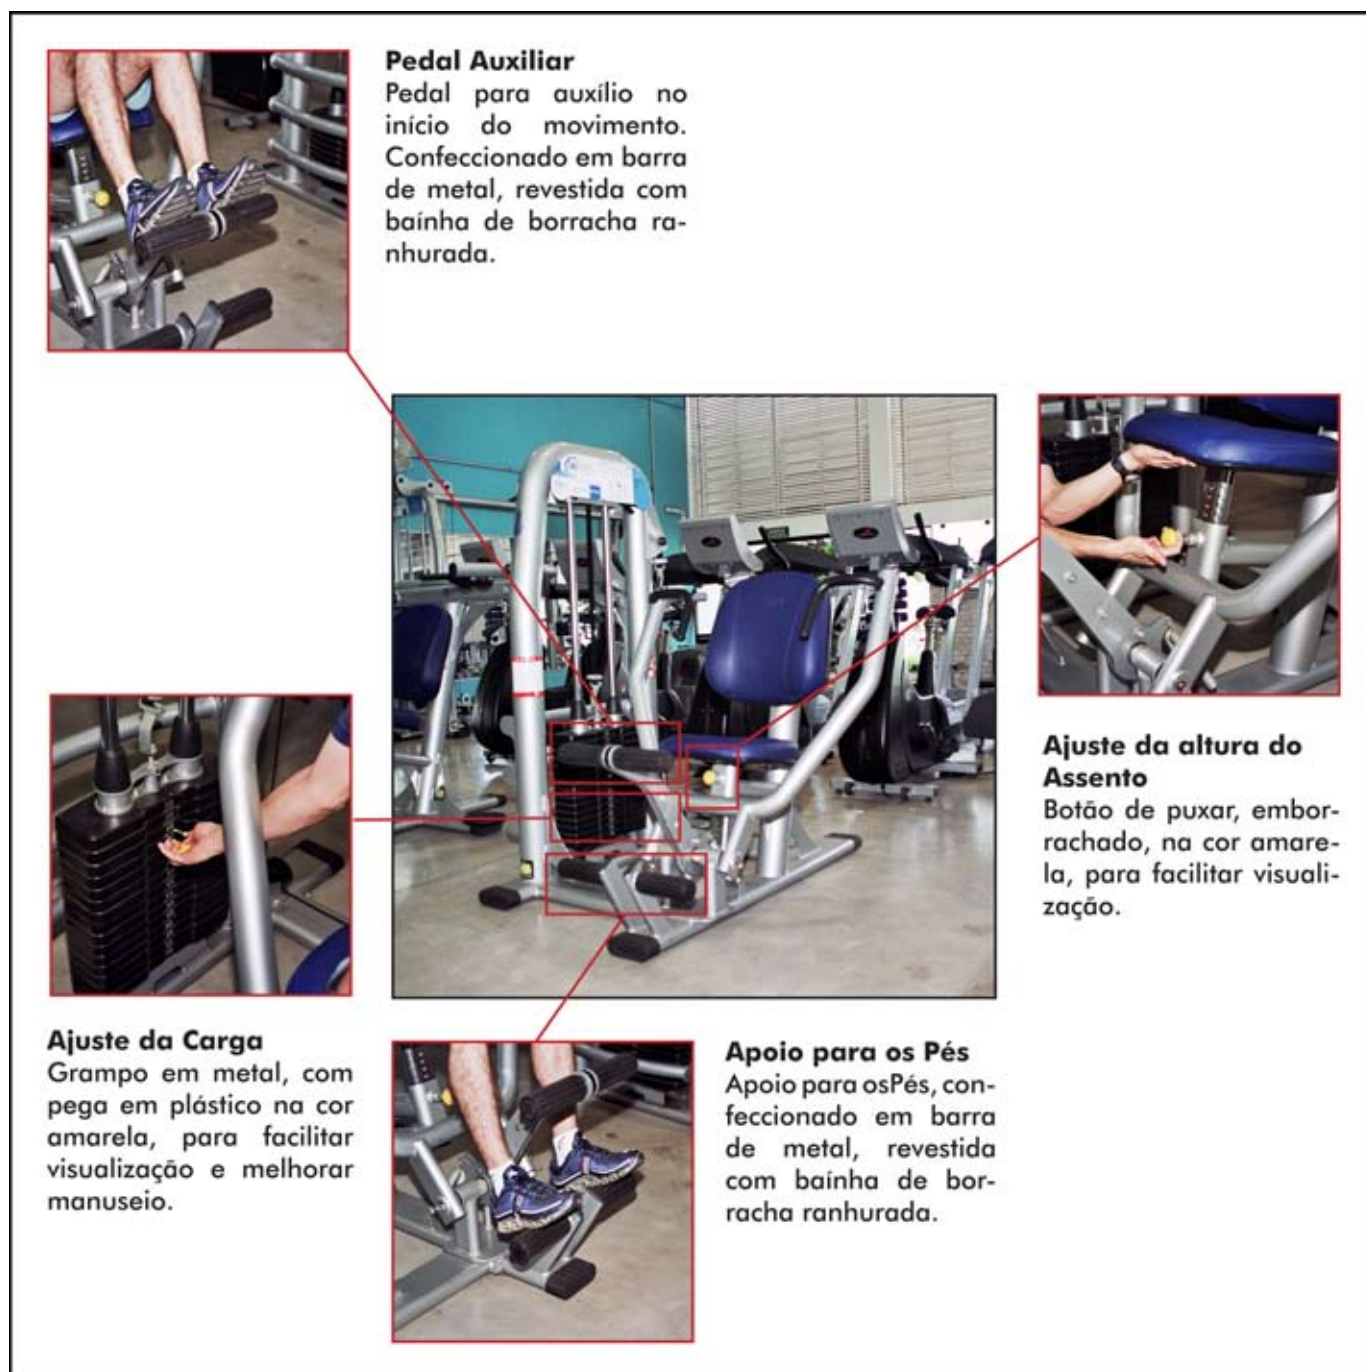 Pedal Auxiliar
Pedal para auxílio no
início do movimento.
Confeccionado em barra
de metal, revestida com
baínha de borracha ra-
nhurada.
Ajuste da altura do
Assento
Botão de puxar, embor-
rachado, na cor amare-
la, para facilitar visuali-
zação.
Ajuste da Carga
Grampo em metal, com
pega em plástico na cor
amarela, para facilitar
visualização e melhorar
manuseio.
Apoio para os Pés
Apoio para osPés, con-
feccionado em barra
de metal, revestida
com baínha de bor-
racha ranhurada.